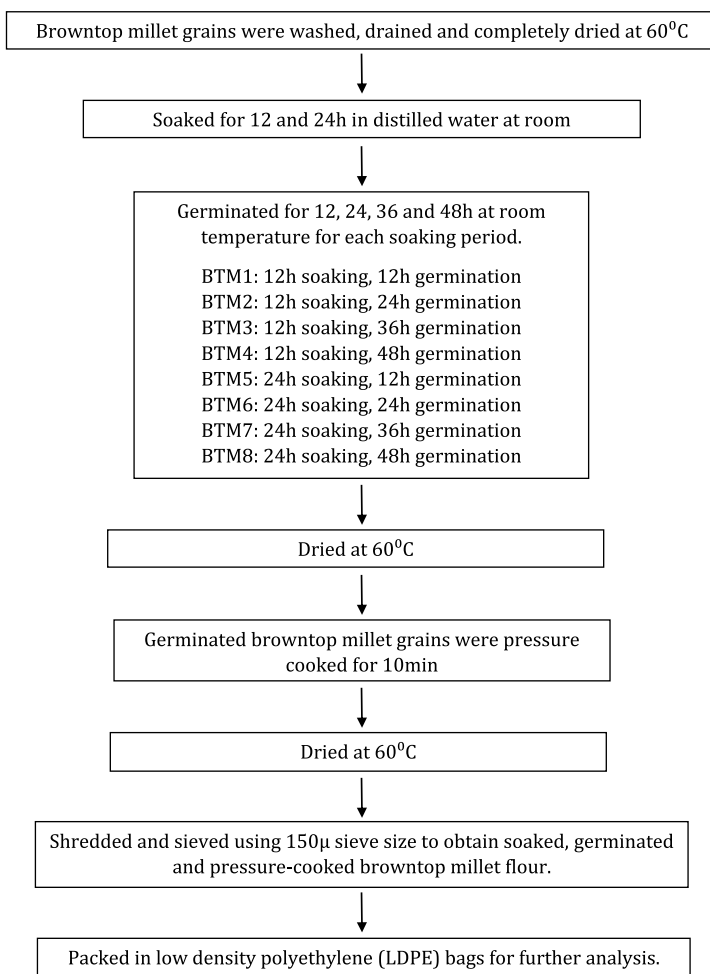 Browntop millet grains were washed, drained and completely dried at 60⁰C
Soaked for 12 and 24h in distilled water at room
Germinated for 12, 24, 36 and 48h at room
temperature for each soaking period.
BTM1: 12h soaking, 12h germination
BTM2: 12h soaking, 24h germination
BTM3: 12h soaking, 36h germination
BTM4: 12h soaking, 48h germination
BTM5: 24h soaking, 12h germination
BTM6: 24h soaking, 24h germination
BTM7: 24h soaking, 36h germination
BTM8: 24h soaking, 48h germination
Dried at 60⁰C
Germinated browntop millet grains were pressure
cooked for 10min
Dried at 60⁰C
Shredded and sieved using 150μ sieve size to obtain soaked, germinated
and pressure-cooked browntop millet flour.
Packed in low density polyethylene (LDPE) bags for further analysis.